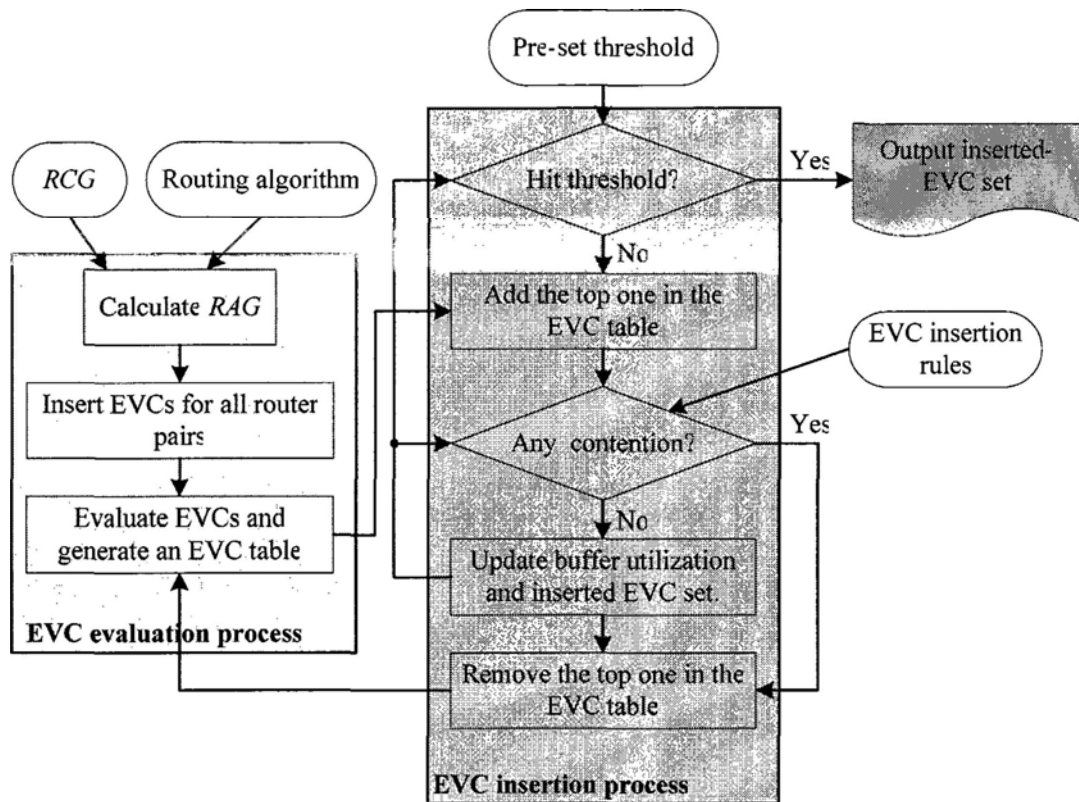 Pre-set threshold
RCG
Routing algorithm
Hit threshold?
Yes
Output inserted-
EVC set
No
Calculate RAG
Add the top one in the
EVC table
EVC insertion
rules
Insert EVCs for all router
pairs
Any contention?
Yes
Evaluate EVCs and
generate an EVC table
No
Update buffer utilization
and inserted EVC set.
EVC evaluation process
Remove the top one in the
EVC table
EVC insertion process